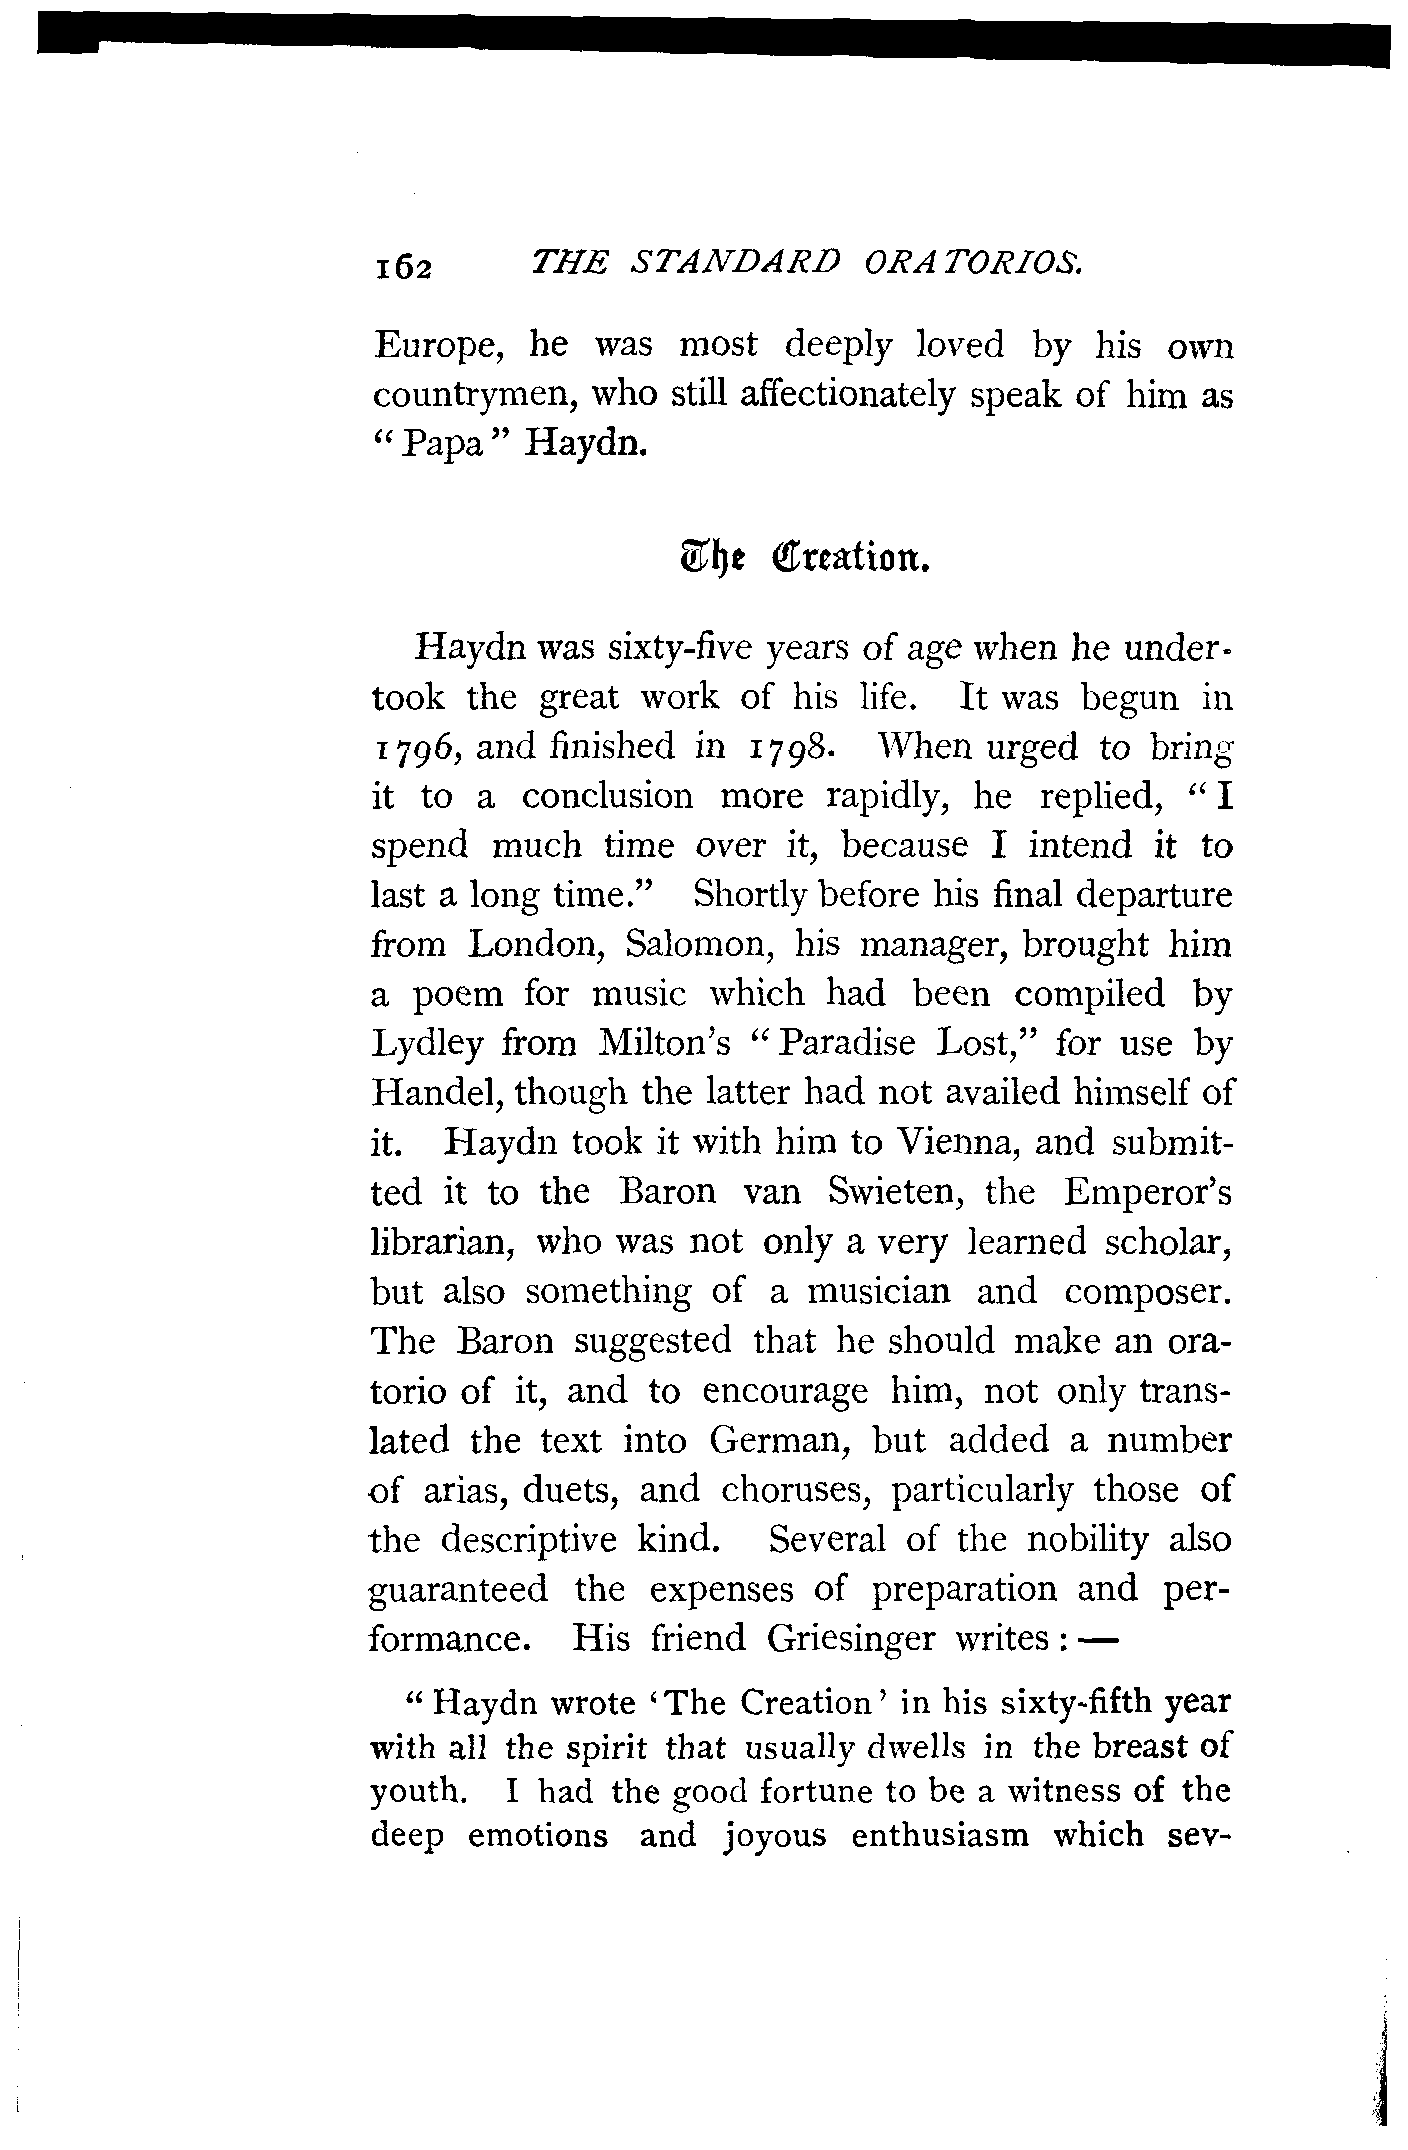 162 THE STANDARD ORATORIOS.
Europe, he was most deeply loved by his own
countrymen, who still affectionately speak of him as
“Papa” Haydn.
The Creation.
Haydn was sixty-five years of age when he under-
took the great work of his life. It was begun in
1796, and finished in 1798. When urged to bring
it to a conclusion more rapidly, he replied, “I
spend much time over it, because I intend it to
last a long time.” Shortly before his final departure
from London, Salomon, his manager, brought him
a poem for music which had been compiled by
Lydley from Milton’s “Paradise Lost,” for use by
Handel, though the latter had not availed himself of
it. Haydn took it with him to Vienna, and submit-
ted it to the Baron van Swieten, the Emperor’s
librarian, who was not only a very learned scholar,
but also something of a musician and composer.
The Baron suggested that he should make an ora-
torio of it, and to encourage him, not only trans-
lated the text into German, but added a number
of arias, duets, and choruses, particularly those of
the descriptive kind. Several of the nobility also
guaranteed the expenses of preparation and per-
formance. His friend Griesinger writes: —
“Haydn wrote ‘The Creation’ in his sixty-fifth year
with all the spirit that usually dwells in the breast of
youth. I had the good fortune to be a witness of the
deep emotions and joyous enthusiasm which sev-